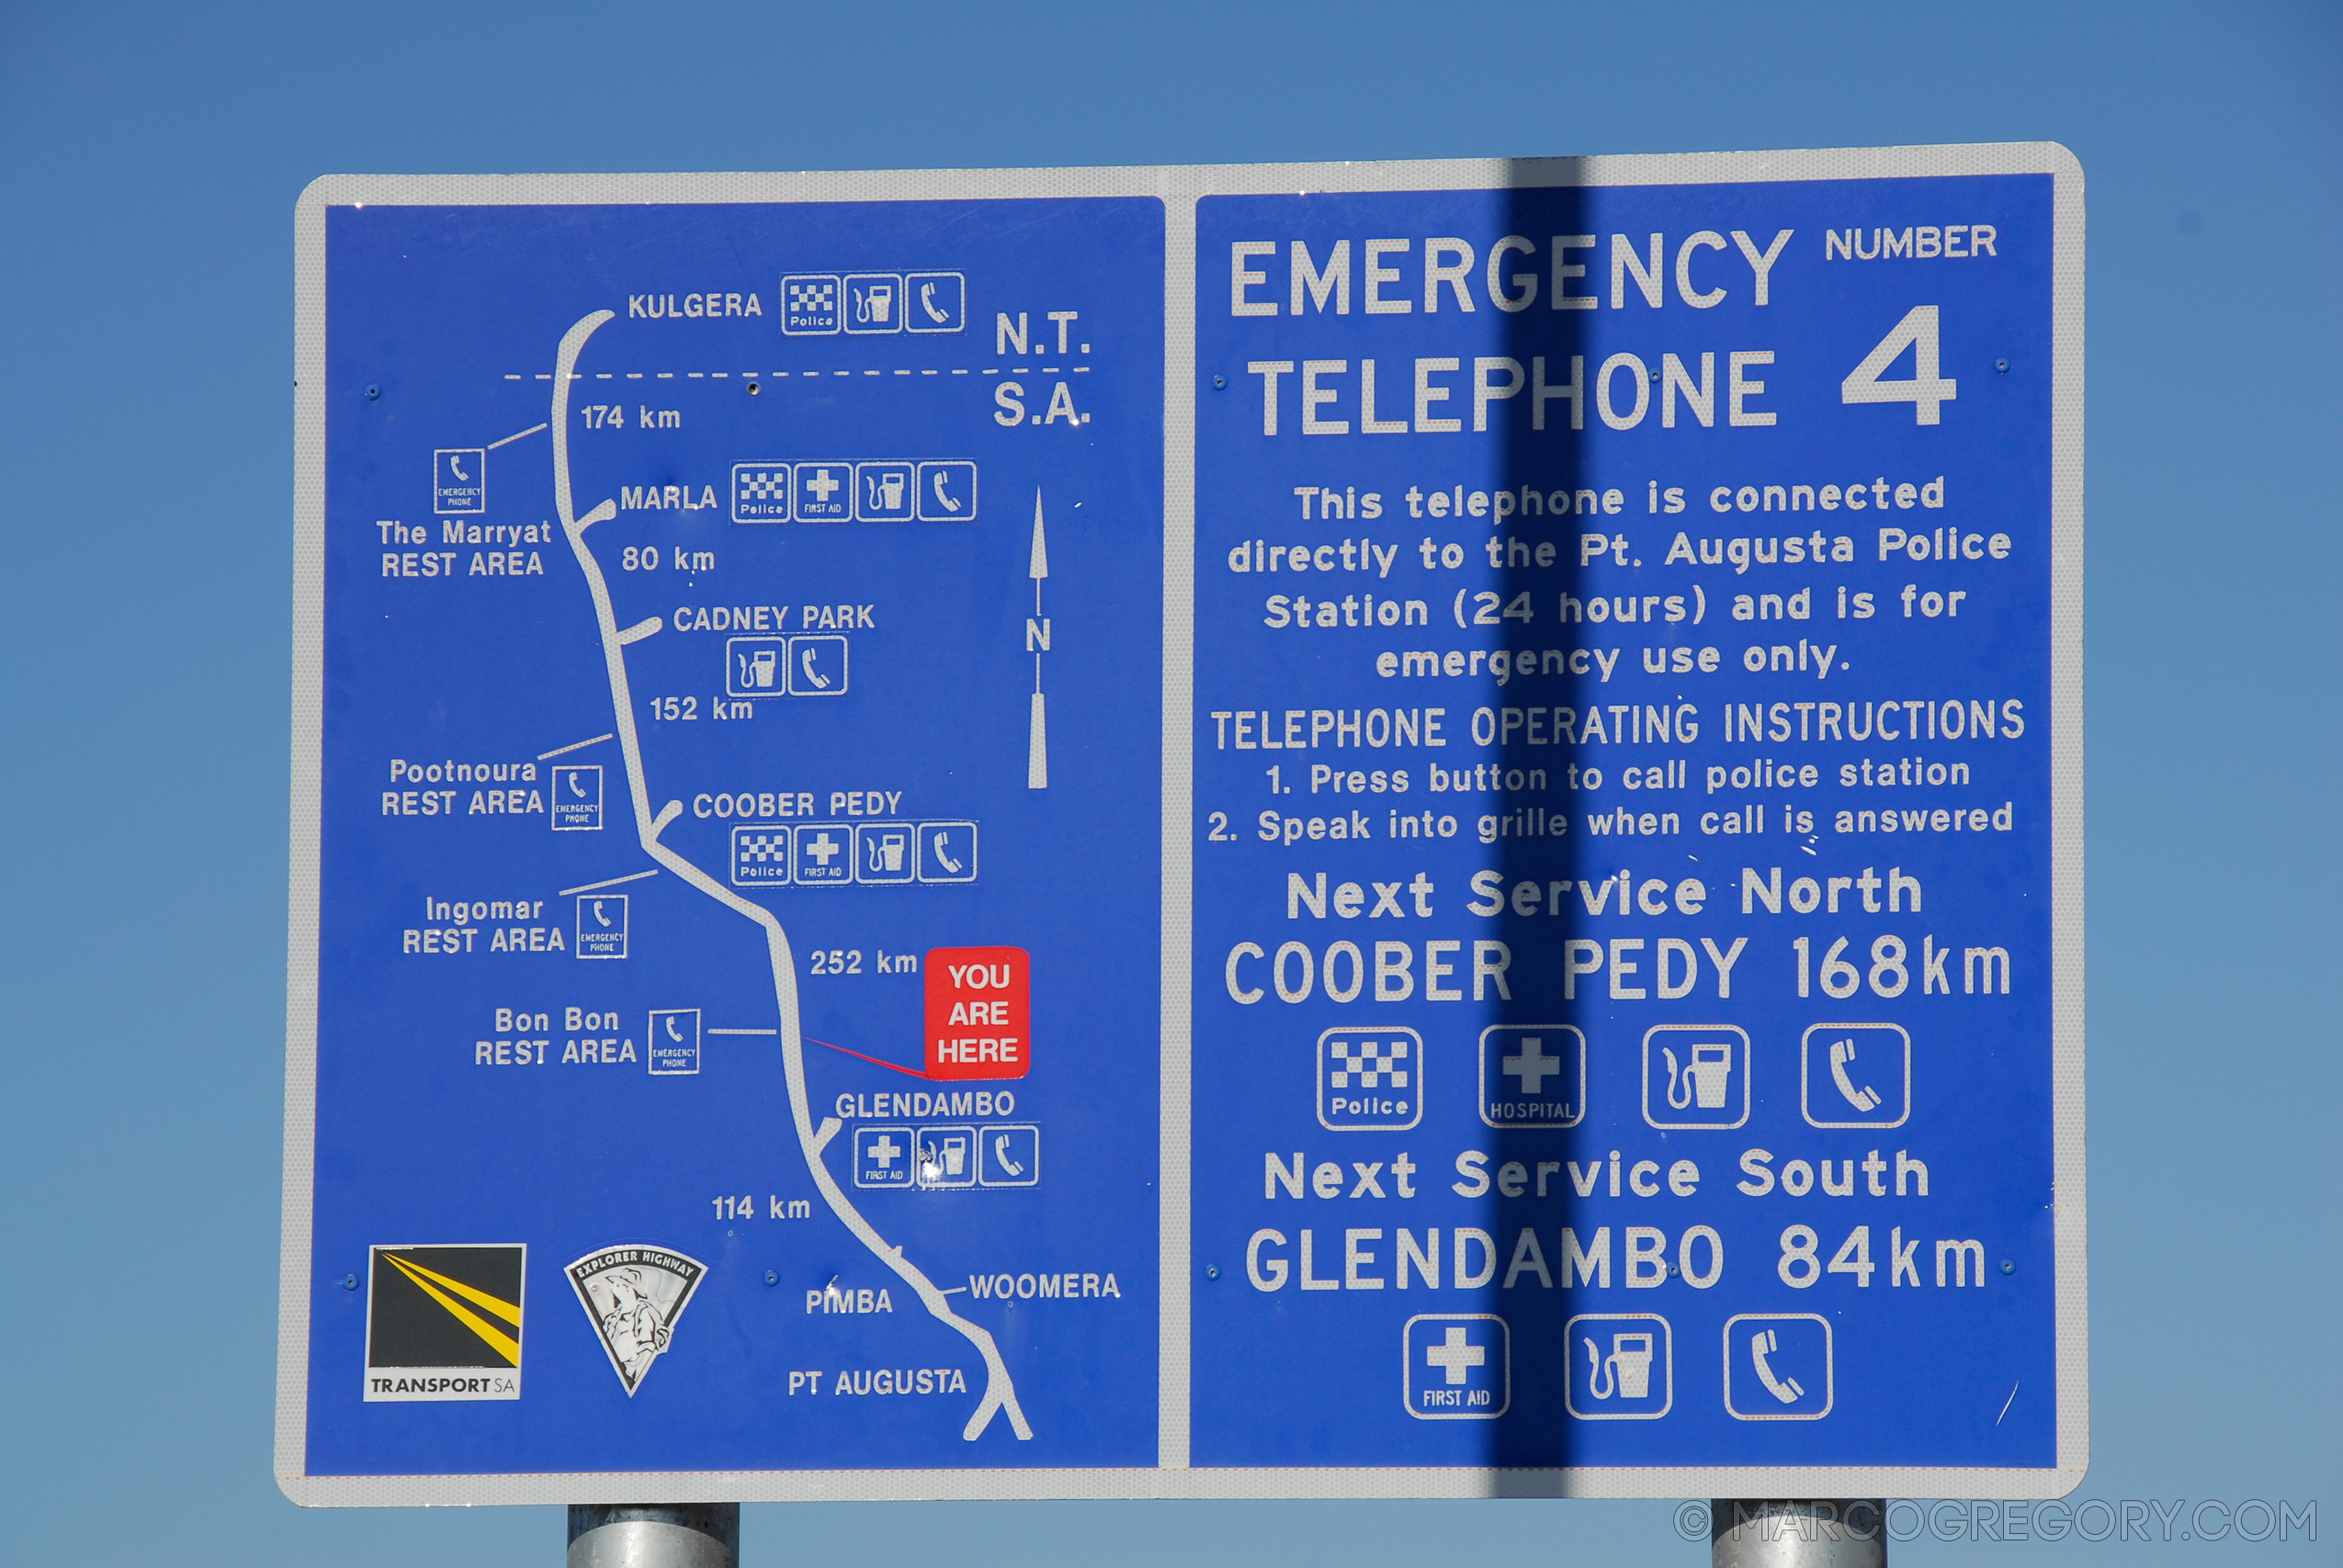 KULGERA
Police
N.T.
S.A.
174 km
EMERGENCY
PHONE
The Marryat
REST AREA
MARLA
Police
FIRST AID
80 km
CADNEY PARK
N
152 km
Pootnoura
REST AREA
EMERGENCY
PHONE
COOBER PEDY
Police
FIRST AID
Ingomar
REST AREA
EMERGENCY
PHONE
252 km
YOU
ARE
HERE
Bon Bon
REST AREA
EMERGENCY
PHONE
GLENDAMBO
FIRST AID
114 km
PIMBA
WOOMERA
PT AUGUSTA
TRANSPORT SA
EXPLORER HIGHWAY
EMERGENCY NUMBER
TELEPHONE 4
This telephone is connected
directly to the Pt. Augusta Police
Station (24 hours) and is for
emergency use only.
TELEPHONE OPERATING INSTRUCTIONS
1. Press button to call police station
2. Speak into grille when call is answered
Next Service North
COOBER PEDY 168km
Police
HOSPITAL
Next Service South
GLENDAMBO 84km
FIRST AID
© MARCOGREGORY.COM